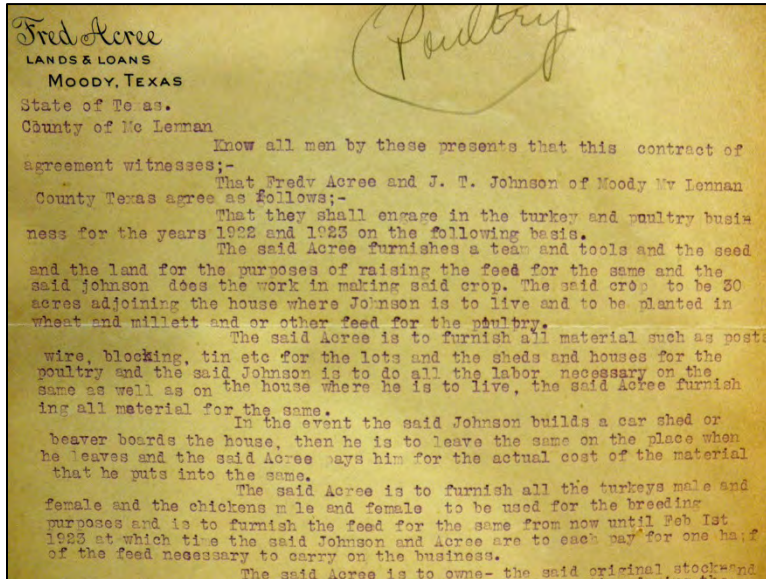 Fred Acree
LANDS & LOANS
MOODY, TEXAS
Poultry
State of Texas.
County of Mc Lennan
Know all men by these presents that this contract of
agreement witnesses;-
That Fredv Acree and J. T. Johnson of Moody Mv Lennan
County Texas agree as follows;-
That they shall engage in the turkey and poultry busin
ness for the years 1922 and 1923 on the following basis.
The said Acree furnishes a team and tools and the seed
and the land for the purposes of raising the feed for the same and the
said johnson does the work in making said crop. The said crop to be 30
acres adjoining the house where Johnson is to live and to be planted in
wheat and millett and or other feed for the poultry.
The said Acree is to furnish all material such as posts
wire, blocking, tin etc for the lots and the sheds and houses for the
poultry and the said Johnson is to do all the labor necessary on the
same as well as on the house where he is to live, the said Acree furnish
ing all material for the same.
In the event the said Johnson builds a car shed or
beaver boards the house, then he is to leave the same on the place when
he leaves and the said Acree pays him for the actual cost of the material
that he puts into the same.
The said Acree is to furnish all the turkeys male and
female and the chickens male and female to be used for the breeding
purposes and is to furnish the feed for the same from now until Feb Ist
1923 at which time the said Johnson and Acree are to each pay for one ha;f
of the feed necessary to carry on the business.
The said Acree is to owne- the said original stock and